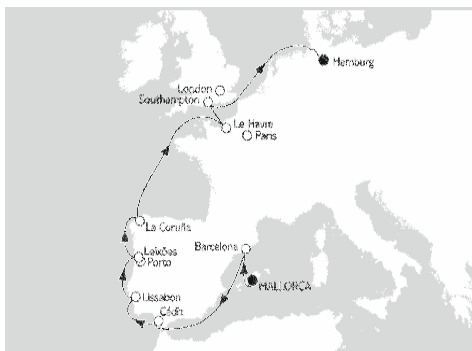 Hamburg
London
Southampton
Le Havre
Paris
La Coruña
Leixões
Porto
Barcelona
MALLORCA
Lissabon
Cádiz